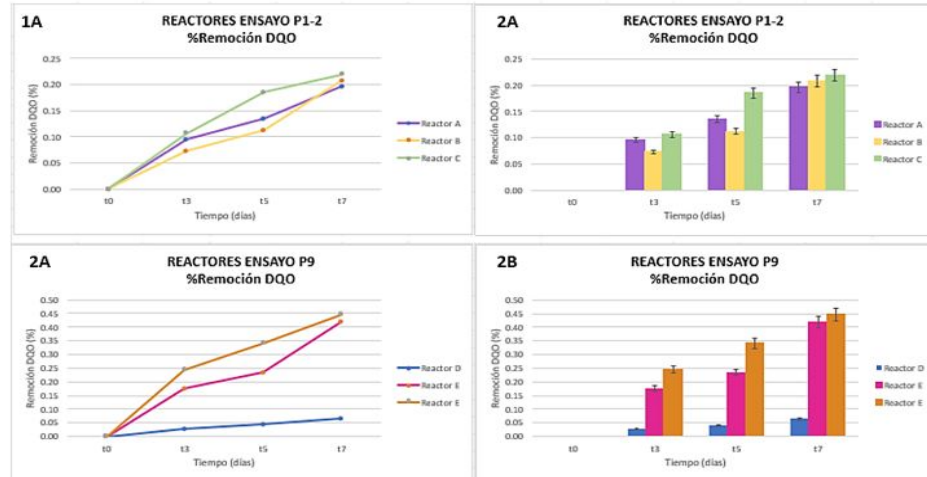 1A
REACTORES ENSAYO P1-2
%Remoción DQO
Remoción DQO (%)
0.25
0.20
0.15
0.10
0.05
0.00
t0 t3 t5 t7
Tiempo (días)
Reactor A
Reactor B
Reactor C
2A
REACTORES ENSAYO P1-2
%Remoción DQO
Remoción DQO (%)
0.25
0.20
0.15
0.10
0.05
0.00
t0 t3 t5 t7
Tiempo (días)
Reactor A
Reactor B
Reactor C
2A
REACTORES ENSAYO P9
%Remoción DQO
Remoción DQO (%)
0.50
0.45
0.40
0.35
0.30
0.25
0.20
0.15
0.10
0.05
0.00
t0 t3 t5 t7
Tiempo (días)
Reactor D
Reactor E
Reactor E
2B
REACTORES ENSAYO P9
%Remoción DQO
Remoción DQO (%)
0.50
0.45
0.40
0.35
0.30
0.25
0.20
0.15
0.10
0.05
0.00
t0 t3 t5 t7
Tiempo (días)
Reactor D
Reactor E
Reactor E